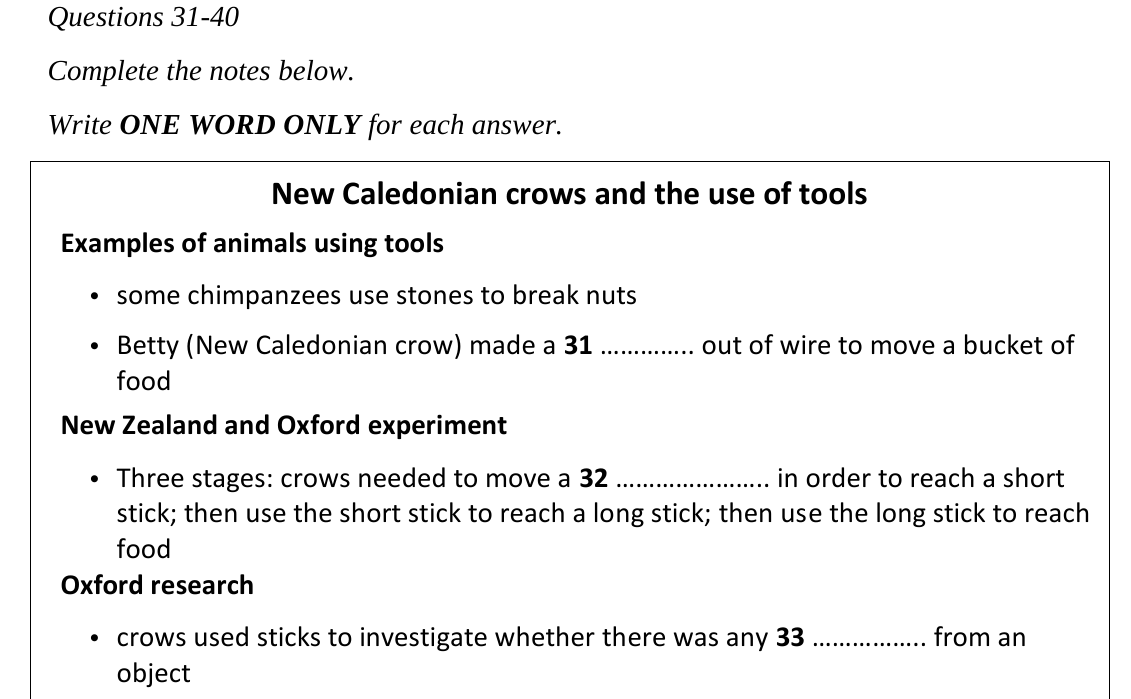 Questions 31-40
Complete the notes below.
Write ONE WORD ONLY for each answer.
New Caledonian crows and the use of tools
Examples of animals using tools
• some chimpanzees use stones to break nuts
• Betty (New Caledonian crow) made a 31 ………….. out of wire to move a bucket of
food
New Zealand and Oxford experiment
• Three stages: crows needed to move a 32 ………………….. in order to reach a short
stick; then use the short stick to reach a long stick; then use the long stick to reach
food
Oxford research
• crows used sticks to investigate whether there was any 33 …………….. from an
object